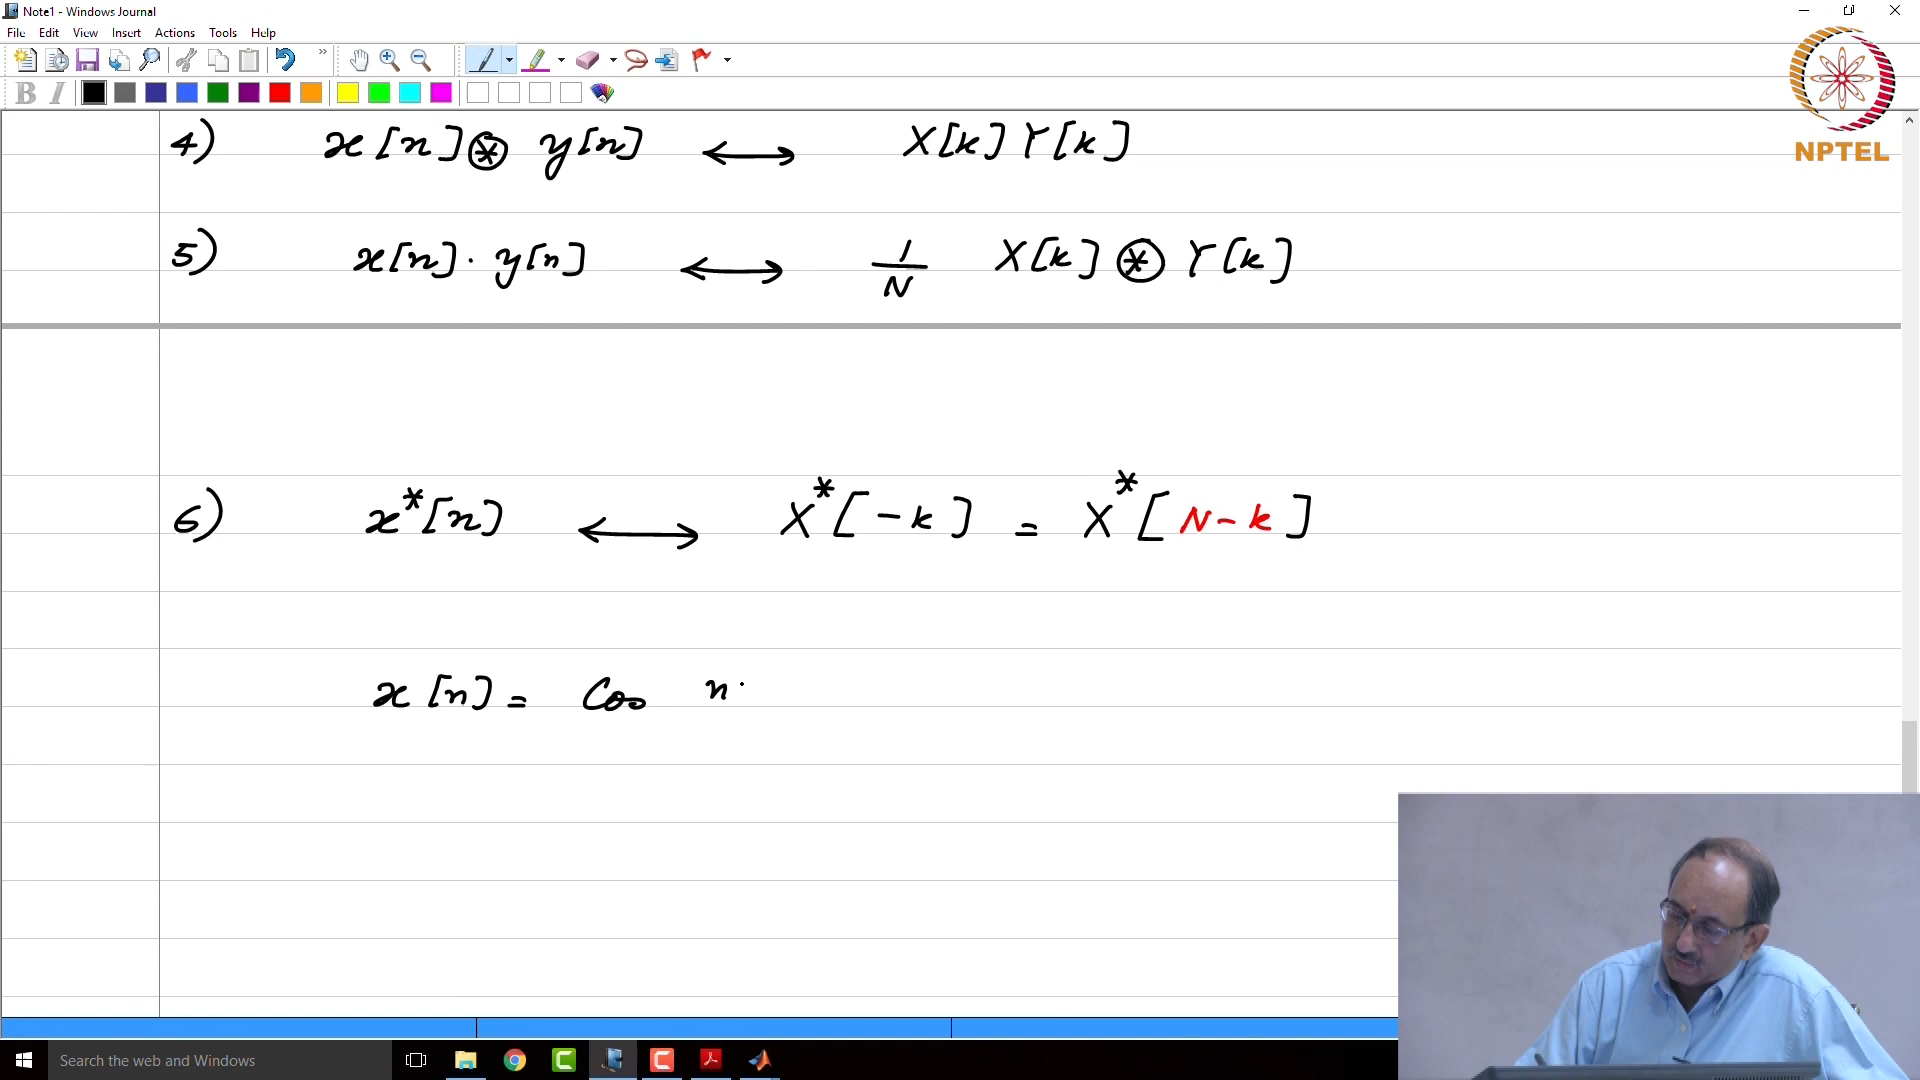 Note1 - Windows Journal
File Edit View Insert Actions Tools Help
B I
NPTEL
4) x[n] ⊛ y[n] ⟷ X[k] Y[k]
5) x[n] · y[n] ⟷ 1/N X[k] ⊛ Y[k]
6) x*[n] ⟷ X*[-k] = X*[N-k]
x[n] = Cos n
Search the web and Windows